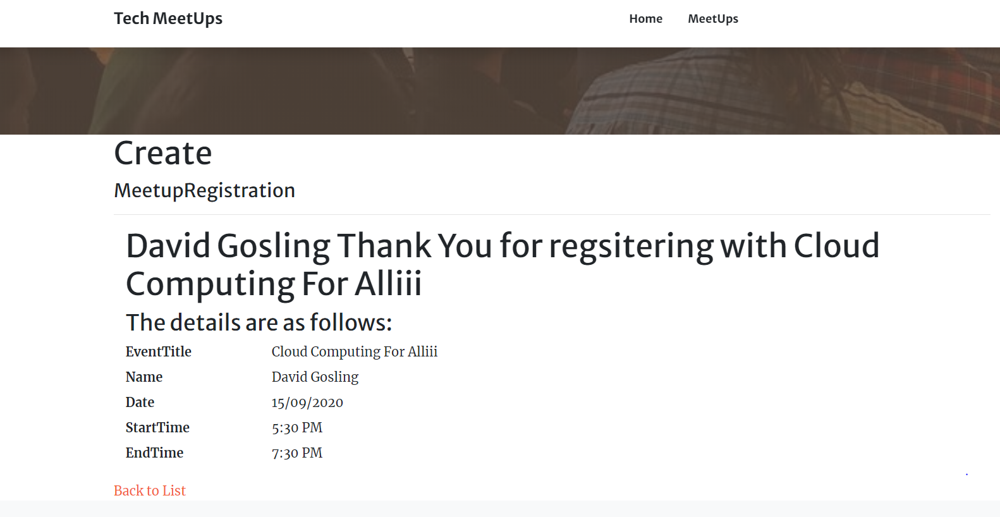 Tech MeetUps
Home
MeetUps
Create
MeetupRegistration
David Gosling Thank You for regsitering with Cloud
Computing For Alliii
The details are as follows:
EventTitle Cloud Computing For Alliii
Name David Gosling
Date 15/09/2020
StartTime 5:30 PM
EndTime 7:30 PM
Back to List